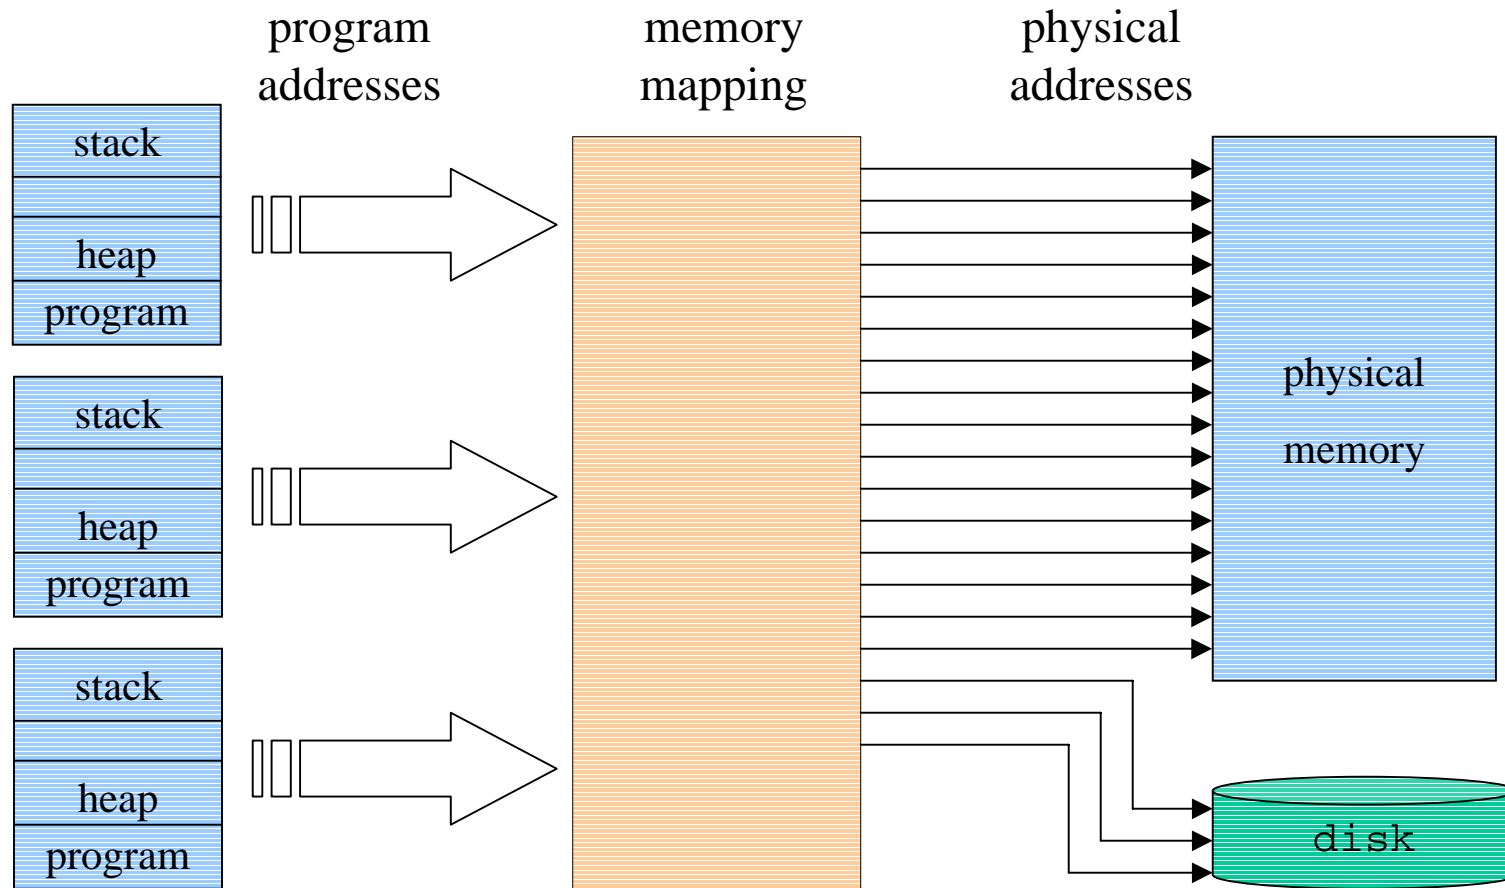 program
addresses
memory
mapping
physical
addresses
stack
heap
program
stack
heap
program
stack
heap
program
physical
memory
disk